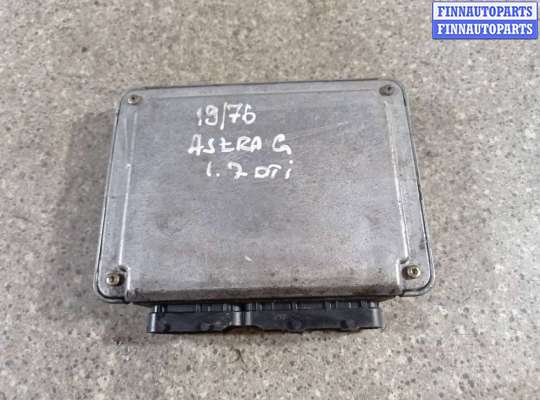 FINNAUTOPARTS
FINNAUTOPARTS
19/76
ASTRA G
1.7 DTi